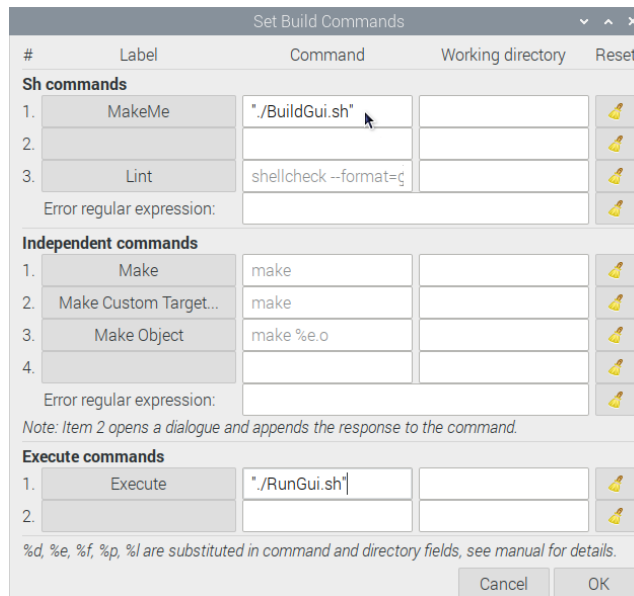 Set Build Commands
# Label Command Working directory Reset
Sh commands
1. MakeMe "./BuildGui.sh"
2.
3. Lint shellcheck --format=g
Error regular expression:
Independent commands
1. Make make
2. Make Custom Target... make
3. Make Object make %e.o
4.
Error regular expression:
Note: Item 2 opens a dialogue and appends the response to the command.
Execute commands
1. Execute "./RunGui.sh"
2.
%d, %e, %f, %p, %l are substituted in command and directory fields, see manual for details.
Cancel OK